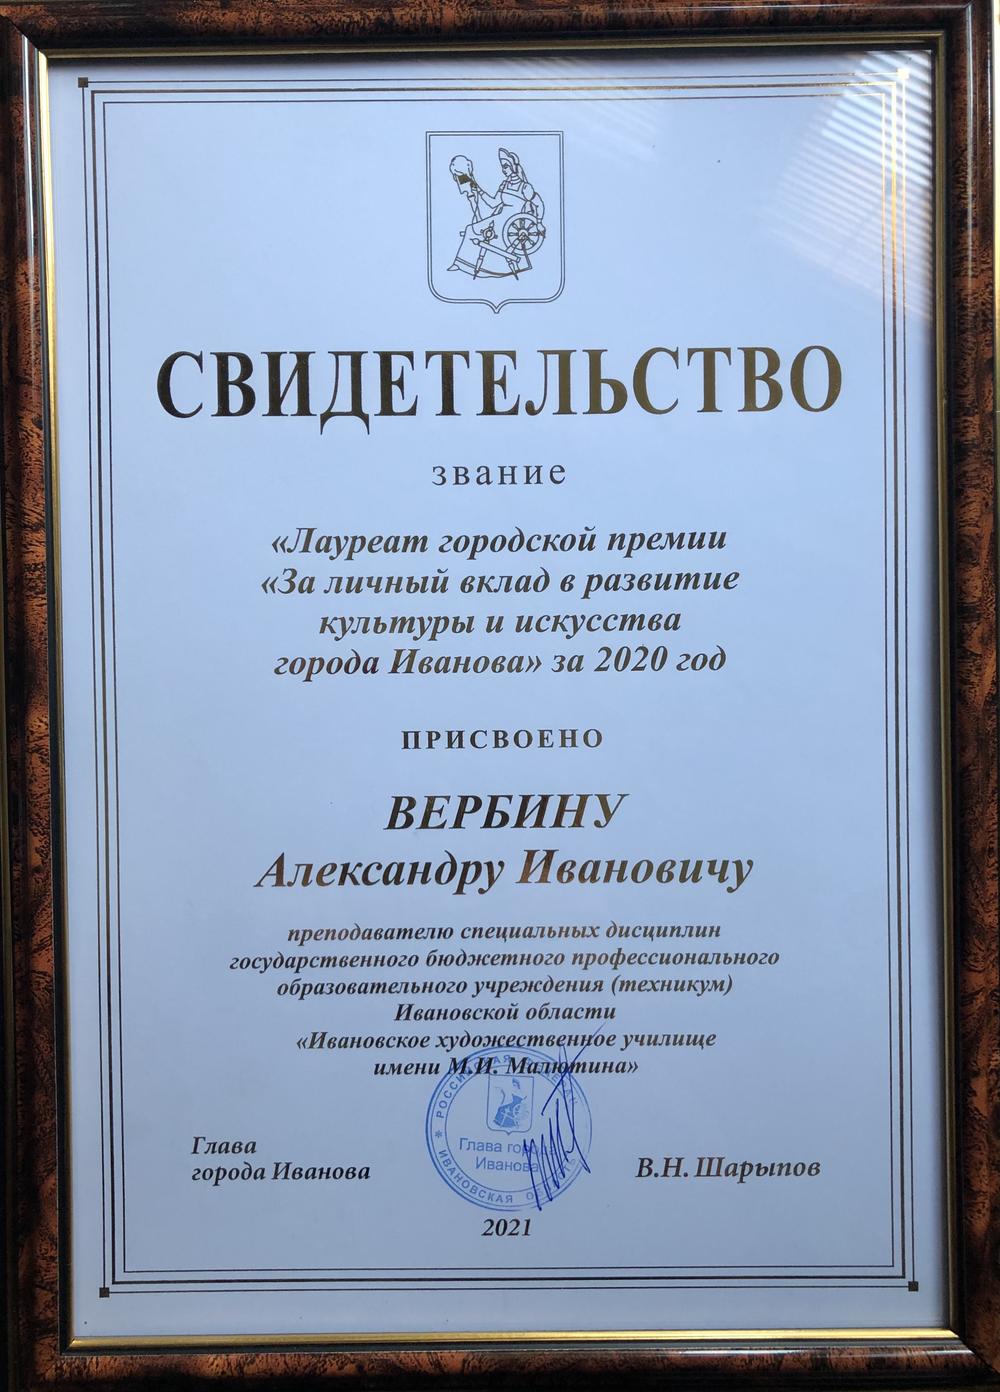 СВИДЕТЕЛЬСТВО
звание
«Лауреат городской премии
«За личный вклад в развитие
культуры и искусства
города Иванова» за 2020 год
ПРИСВОЕНО
ВЕРБИНУ
Александру Ивановичу
преподавателю специальных дисциплин
государственного бюджетного профессионального
образовательного учреждения (техникум)
Ивановской области
«Ивановское художественное училище
имени М.И. Малютина»
РОССИЙСКАЯ
Глава города
Иванова
ИВАНОВСКАЯ ОБЛАСТЬ
Глава
города Иванова
В.Н. Шарыпов
2021